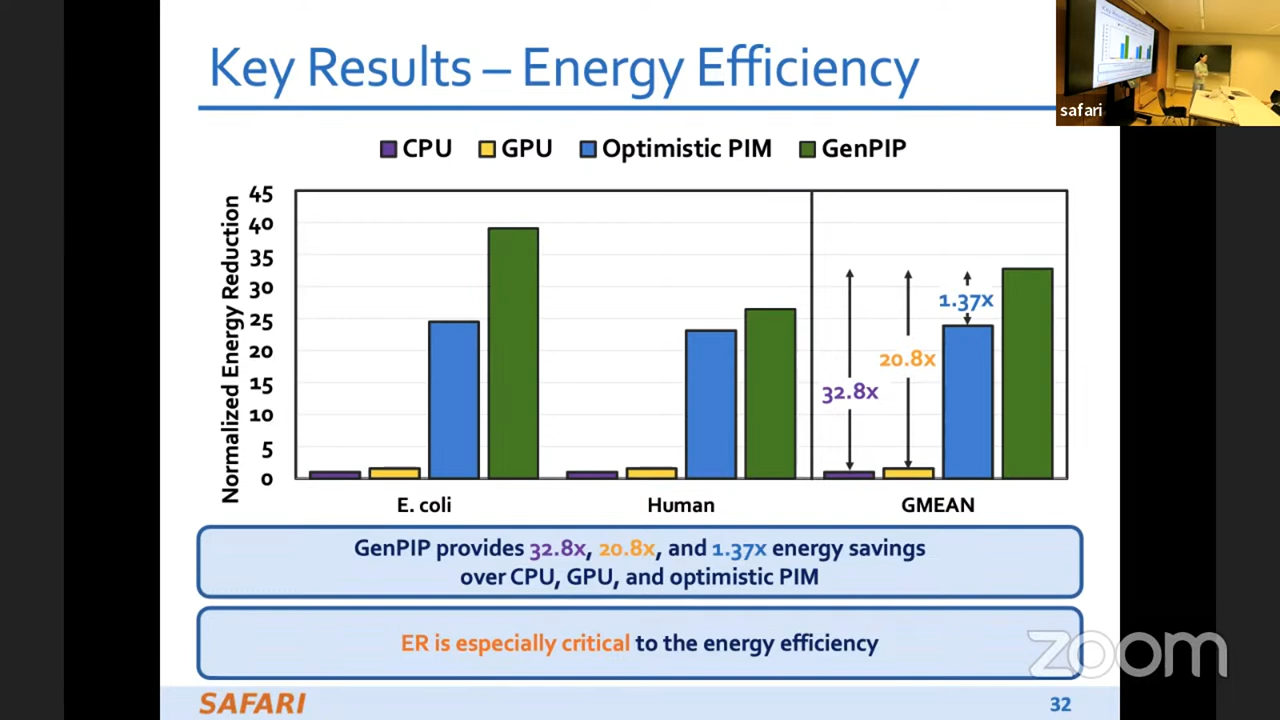 Key Results – Energy Efficiency
safari
CPU GPU Optimistic PIM GenPIP
Normalized Energy Reduction
45
40
35
30
25
20
15
10
5
0
32.8x
20.8x
1.37x
E. coli Human GMEAN
GenPIP provides 32.8x, 20.8x, and 1.37x energy savings
over CPU, GPU, and optimistic PIM
ER is especially critical to the energy efficiency
zoom
SAFARI
32